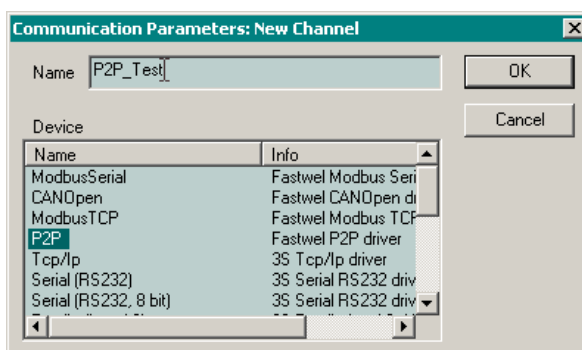 Communication Parameters: New Channel
Name P2P_Test OK
Cancel
Device
Name Info
ModbusSerial Fastwel Modbus Seri
CANOpen Fastwel CANOpen dr
ModbusTCP Fastwel Modbus TCP
P2P Fastwel P2P driver
Tcp/Ip 3S Tcp/Ip driver
Serial (RS232) 3S Serial RS232 driv
Serial (RS232, 8 bit) 3S Serial RS232 driv